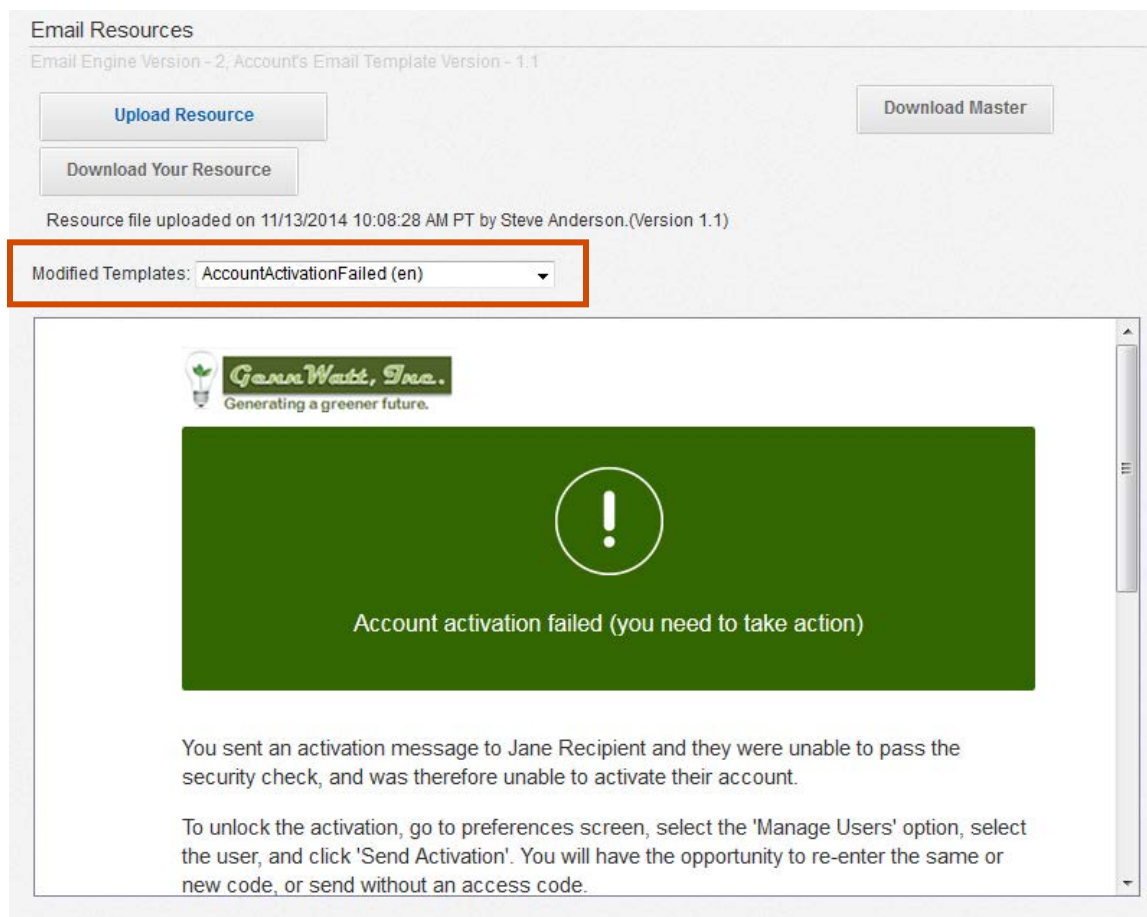 Email Resources
Email Engine Version - 2, Account's Email Template Version - 1.1
Upload Resource
Download Master
Download Your Resource
Resource file uploaded on 11/13/2014 10:08:28 AM PT by Steve Anderson.(Version 1.1)
Modified Templates: AccountActivationFailed (en)
GennWatt, Inc.
Generating a greener future.
!
Account activation failed (you need to take action)
You sent an activation message to Jane Recipient and they were unable to pass the
security check, and was therefore unable to activate their account.
To unlock the activation, go to preferences screen, select the 'Manage Users' option, select
the user, and click 'Send Activation'. You will have the opportunity to re-enter the same or
new code, or send without an access code.